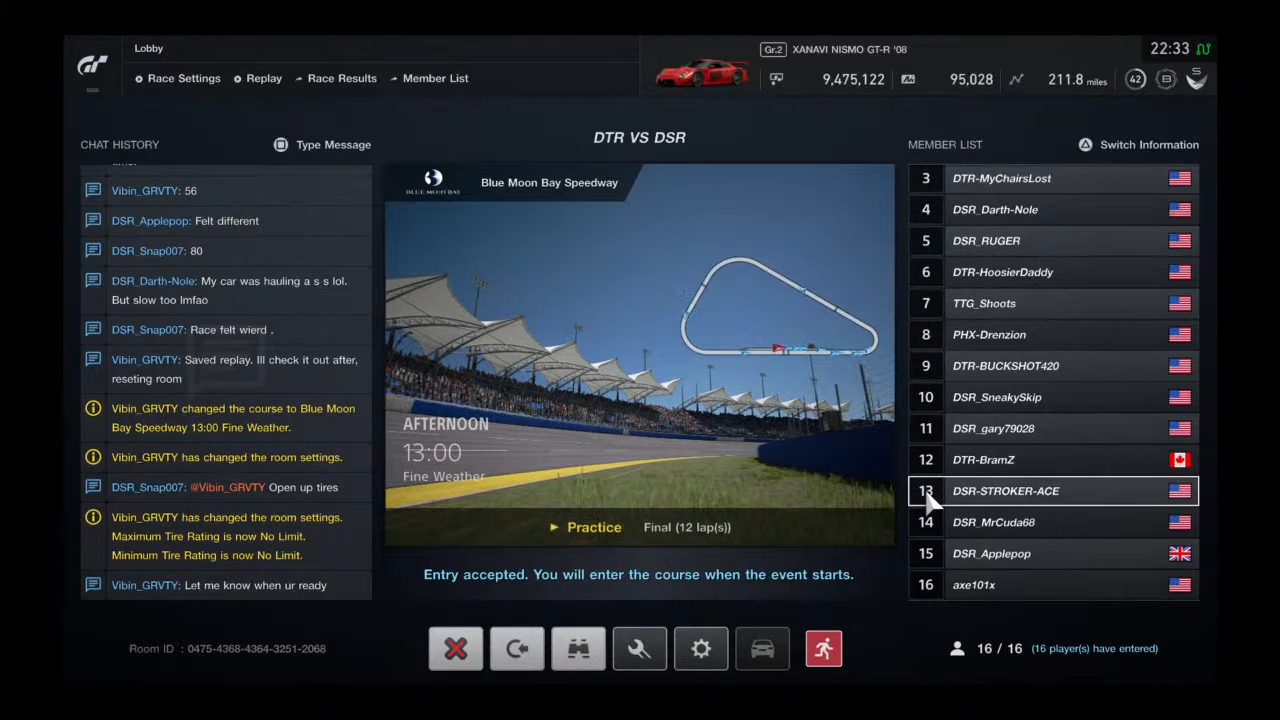 Lobby
Race Settings
Replay
Race Results
Member List
Gr.2 XANAVI NISMO GT-R '08
22:33
9,475,122
95,028
211.8 miles
42
B
S
CHAT HISTORY
Type Message
Vibin_GRVTY: 56
DSR_Applepop: Felt different
DSR_Snap007: 80
DSR_Darth-Nole: My car was hauling a s s lol.
But slow too lmfao
DSR_Snap007: Race felt wierd .
Vibin_GRVTY: Saved replay. Ill check it out after,
reseting room
Vibin_GRVTY changed the course to Blue Moon
Bay Speedway 13:00 Fine Weather.
Vibin_GRVTY has changed the room settings.
DSR_Snap007: @Vibin_GRVTY Open up tires
Vibin_GRVTY has changed the room settings.
Maximum Tire Rating is now No Limit.
Minimum Tire Rating is now No Limit.
Vibin_GRVTY: Let me know when ur ready
DTR VS DSR
BLUE MOON BAY
Blue Moon Bay Speedway
AFTERNOON
13:00
Fine Weather
Practice Final (12 lap(s))
Entry accepted. You will enter the course when the event starts.
MEMBER LIST
Switch Information
3 DTR-MyChairsLost
4 DSR_Darth-Nole
5 DSR_RUGER
6 DTR-HoosierDaddy
7 TTG_Shoots
8 PHX-Drenzion
9 DTR-BUCKSHOT420
10 DSR_SneakySkip
11 DSR_gary79028
12 DTR-BramZ
13 DSR-STROKER-ACE
14 DSR_MrCuda68
15 DSR_Applepop
16 axe101x
Room ID : 0475-4368-4364-3251-2068
16 / 16 (16 player(s) have entered)